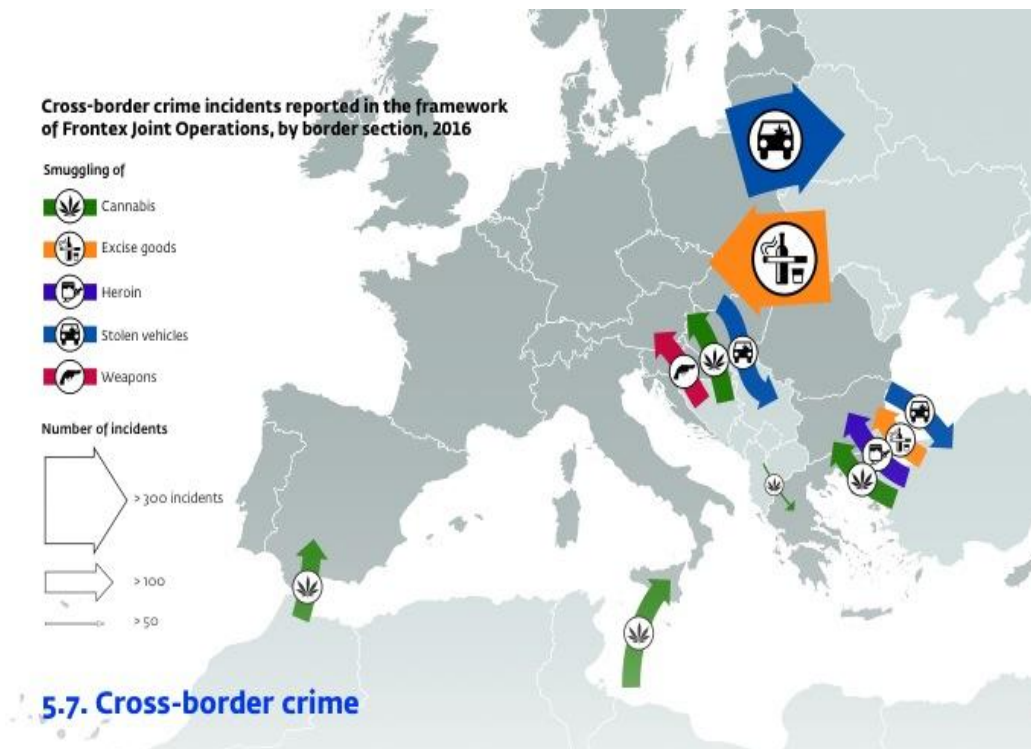 Cross-border crime incidents reported in the framework
of Frontex Joint Operations, by border section, 2016
Smuggling of
Cannabis
Excise goods
Heroin
Stolen vehicles
Weapons
Number of incidents
> 300 incidents
> 100
> 50
5.7. Cross-border crime